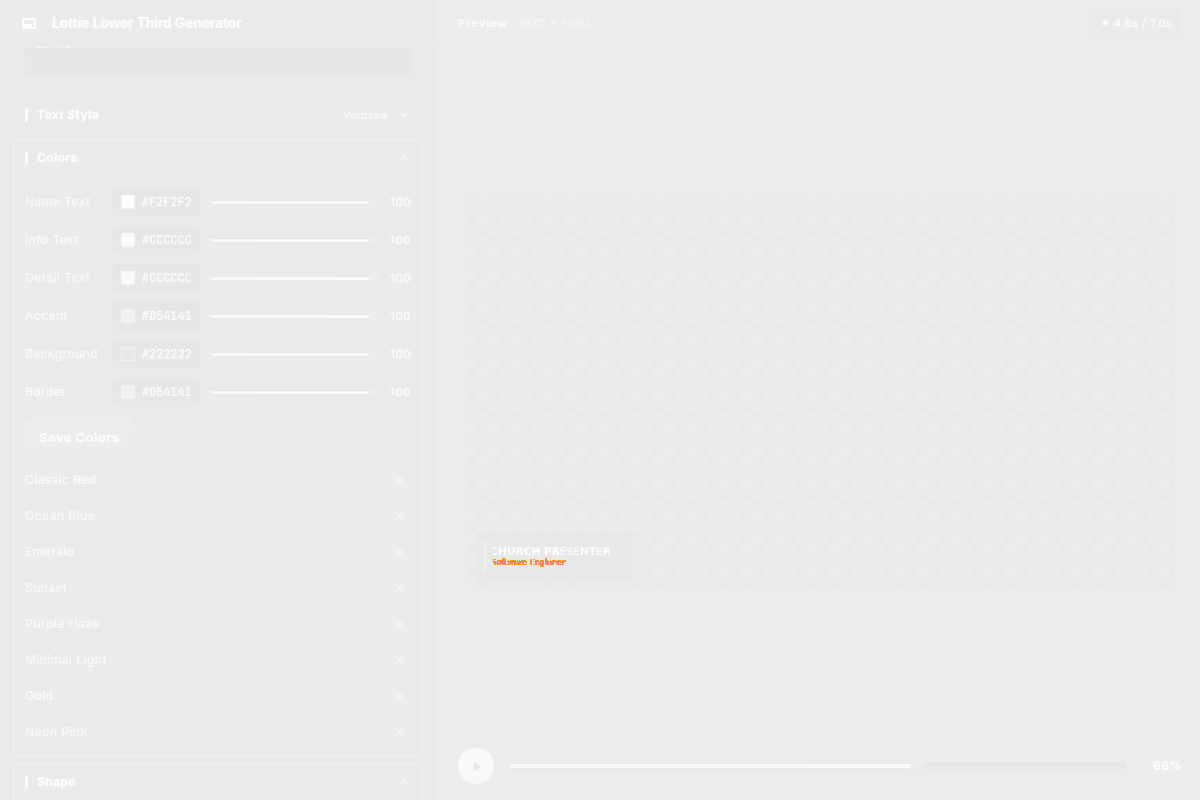 Lottie Lower Third Generator
Preview 1920 × 1080
4.6s / 7.0s
Text Style
Verdana
Colors
Name Text #F2F2F2 100
Info Text #CCCCCC 100
Detail Text #CCCCCC 100
Accent #D54141 100
Background #222222 100
Border #D54141 100
Save Colors
Classic Red
Ocean Blue
Emerald
Sunset
Purple Haze
Minimal Light
Gold
Neon Pink
Shape
CHURCH PRESENTER
Software Engineer
66%